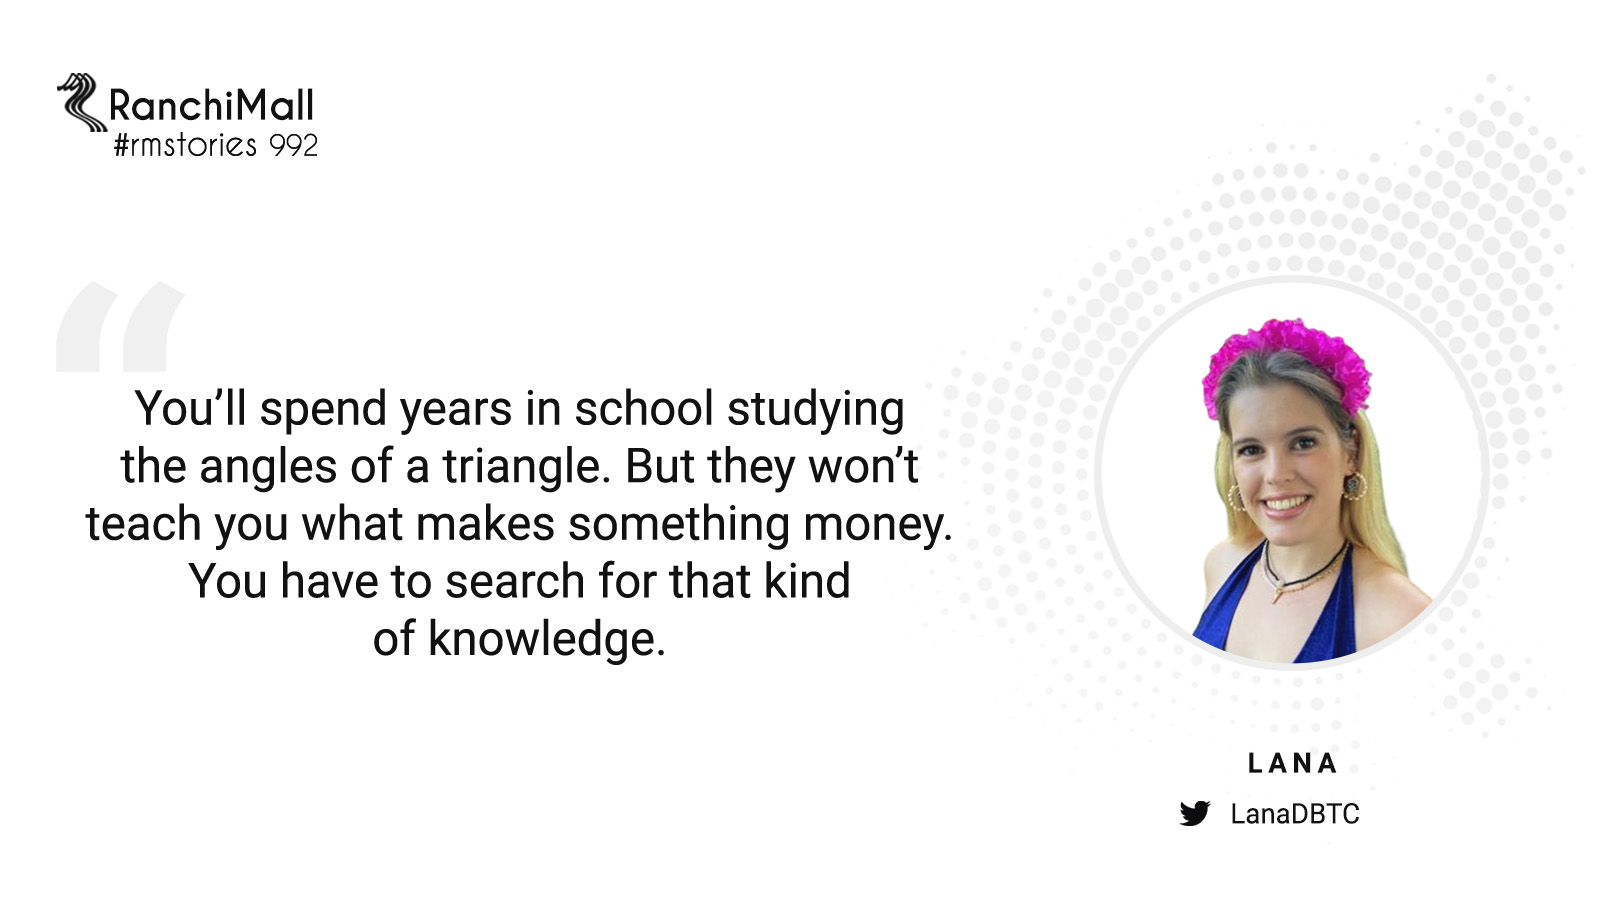 RanchiMall
#rmstories 992
“
You’ll spend years in school studying
the angles of a triangle. But they won’t
teach you what makes something money.
You have to search for that kind
of knowledge.
LANA
LanaDBTC